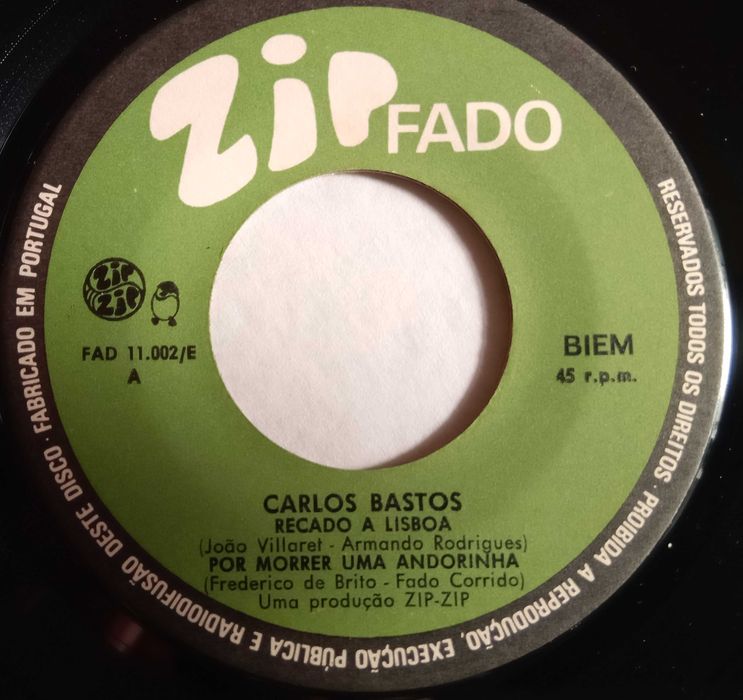 Zip FADO
ZIP
ZIP
FAD 11.002/E
A
BIEM
45 r.p.m.
CARLOS BASTOS
RECADO A LISBOA
(João Villaret - Armando Rodrigues)
POR MORRER UMA ANDORINHA
(Frederico de Brito - Fado Corrido)
Uma produção ZIP-ZIP
RESERVADOS TODOS OS DIREITOS · PROIBIDA A REPRODUÇÃO, EXECUÇÃO PÚBLICA E RADIODIFUSÃO DESTE DISCO · FABRICADO EM PORTUGAL